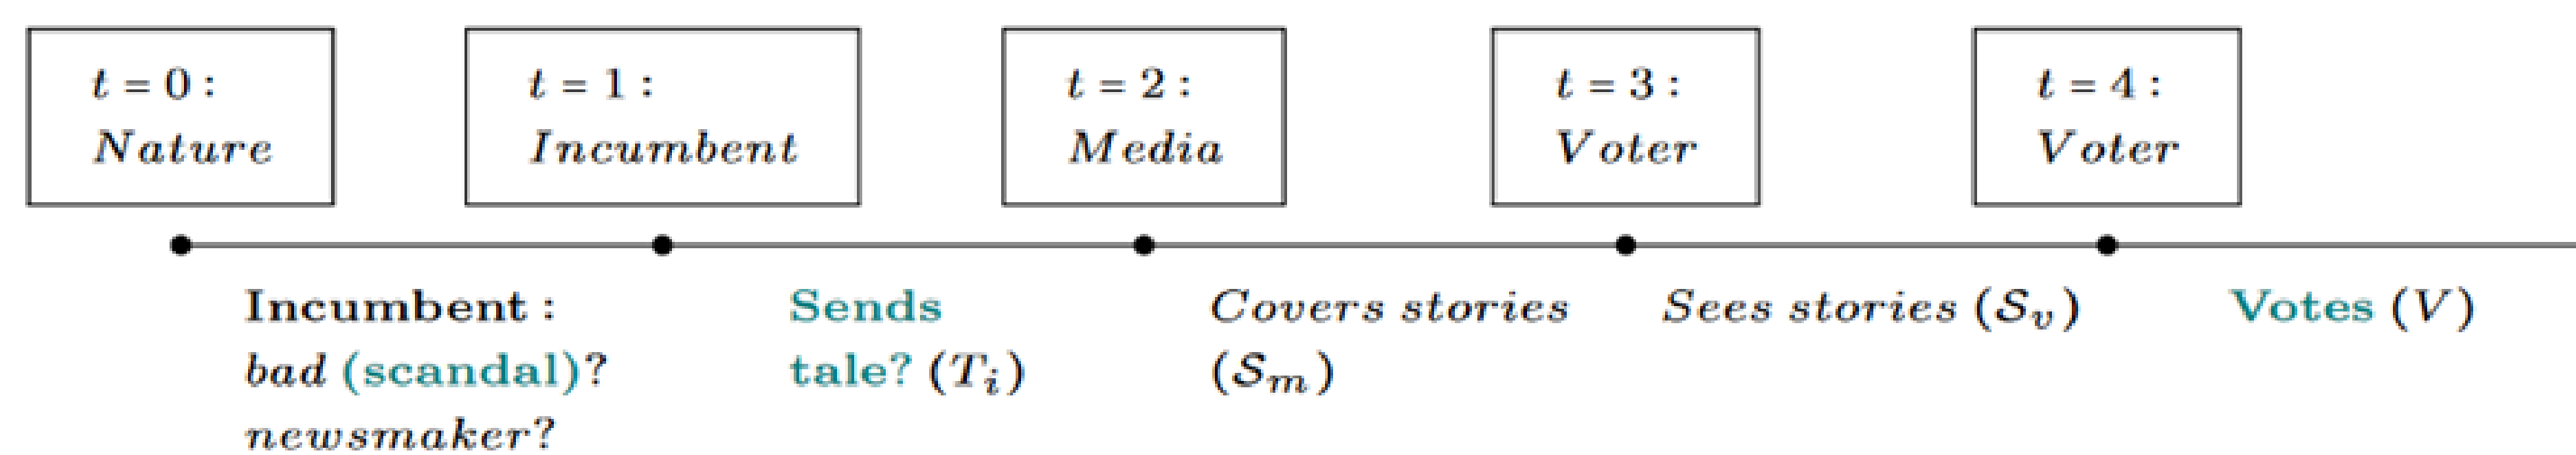 t = 0 :
Nature
t = 1 :
Incumbent
t = 2 :
Media
t = 3 :
Voter
t = 4 :
Voter
Incumbent :
bad (scandal)?
newsmaker?
Sends
tale? (Tᵢ)
Covers stories
(𝒮ₘ)
Sees stories (𝒮ᵥ)
Votes (V)